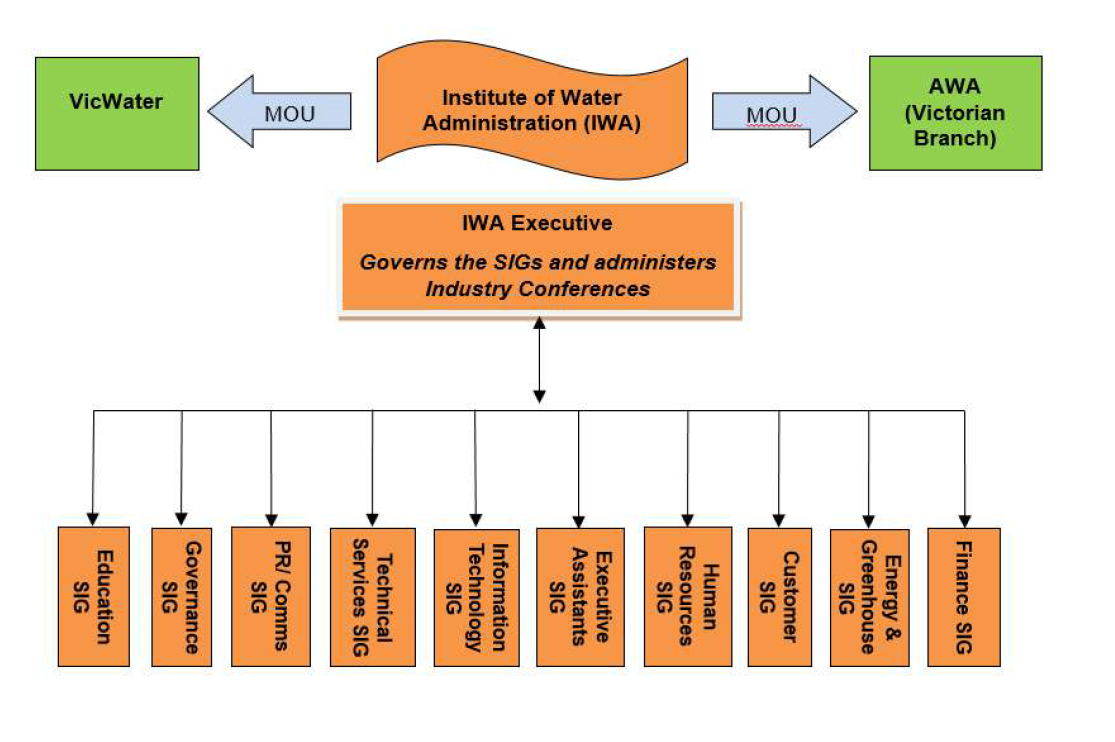 VicWater
MOU
Institute of Water
Administration (IWA)
MOU
AWA
(Victorian
Branch)
IWA Executive
Governs the SIGs and administers
Industry Conferences
Education
SIG
Governance
SIG
PR/ Comms
SIG
Technical
Services SIG
Information
Technology
SIG
Executive
Assistants
SIG
Human
Resources
SIG
Customer
SIG
Energy &
Greenhouse
SIG
Finance SIG